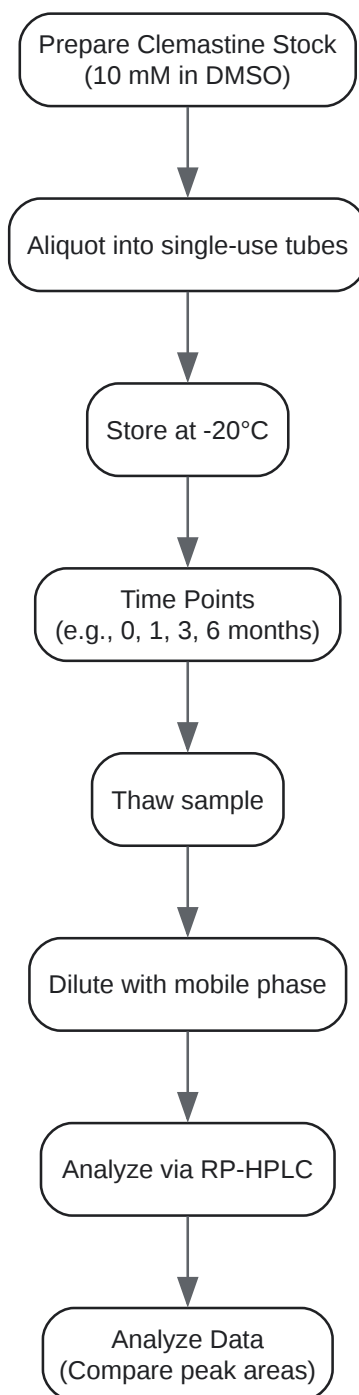 Prepare Clemastine Stock
(10 mM in DMSO)
Aliquot into single-use tubes
Store at -20°C
Time Points
(e.g., 0, 1, 3, 6 months)
Thaw sample
Dilute with mobile phase
Analyze via RP-HPLC
Analyze Data
(Compare peak areas)